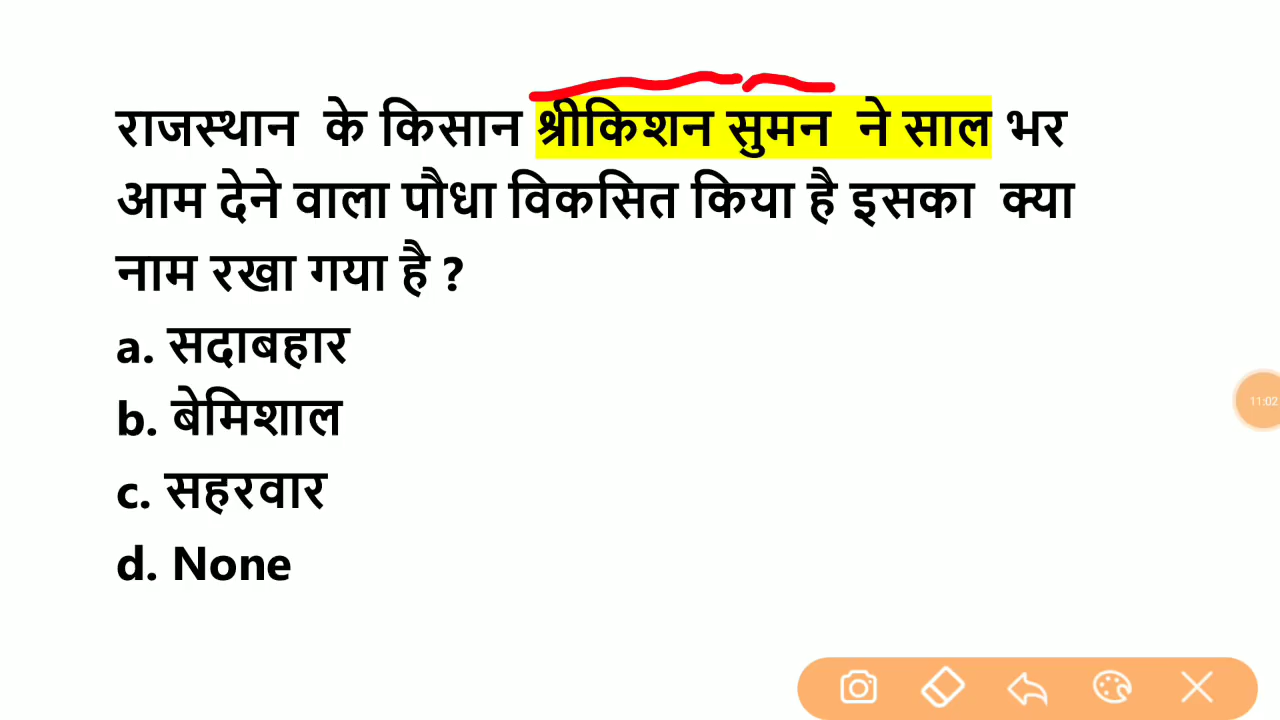 राजस्थान के किसान श्रीकिशन सुमन ने साल भर
आम देने वाला पौधा विकसित किया है इसका क्या
नाम रखा गया है ?
a. सदाबहार
b. बेमिशाल
c. सहरवार
d. None
11:02